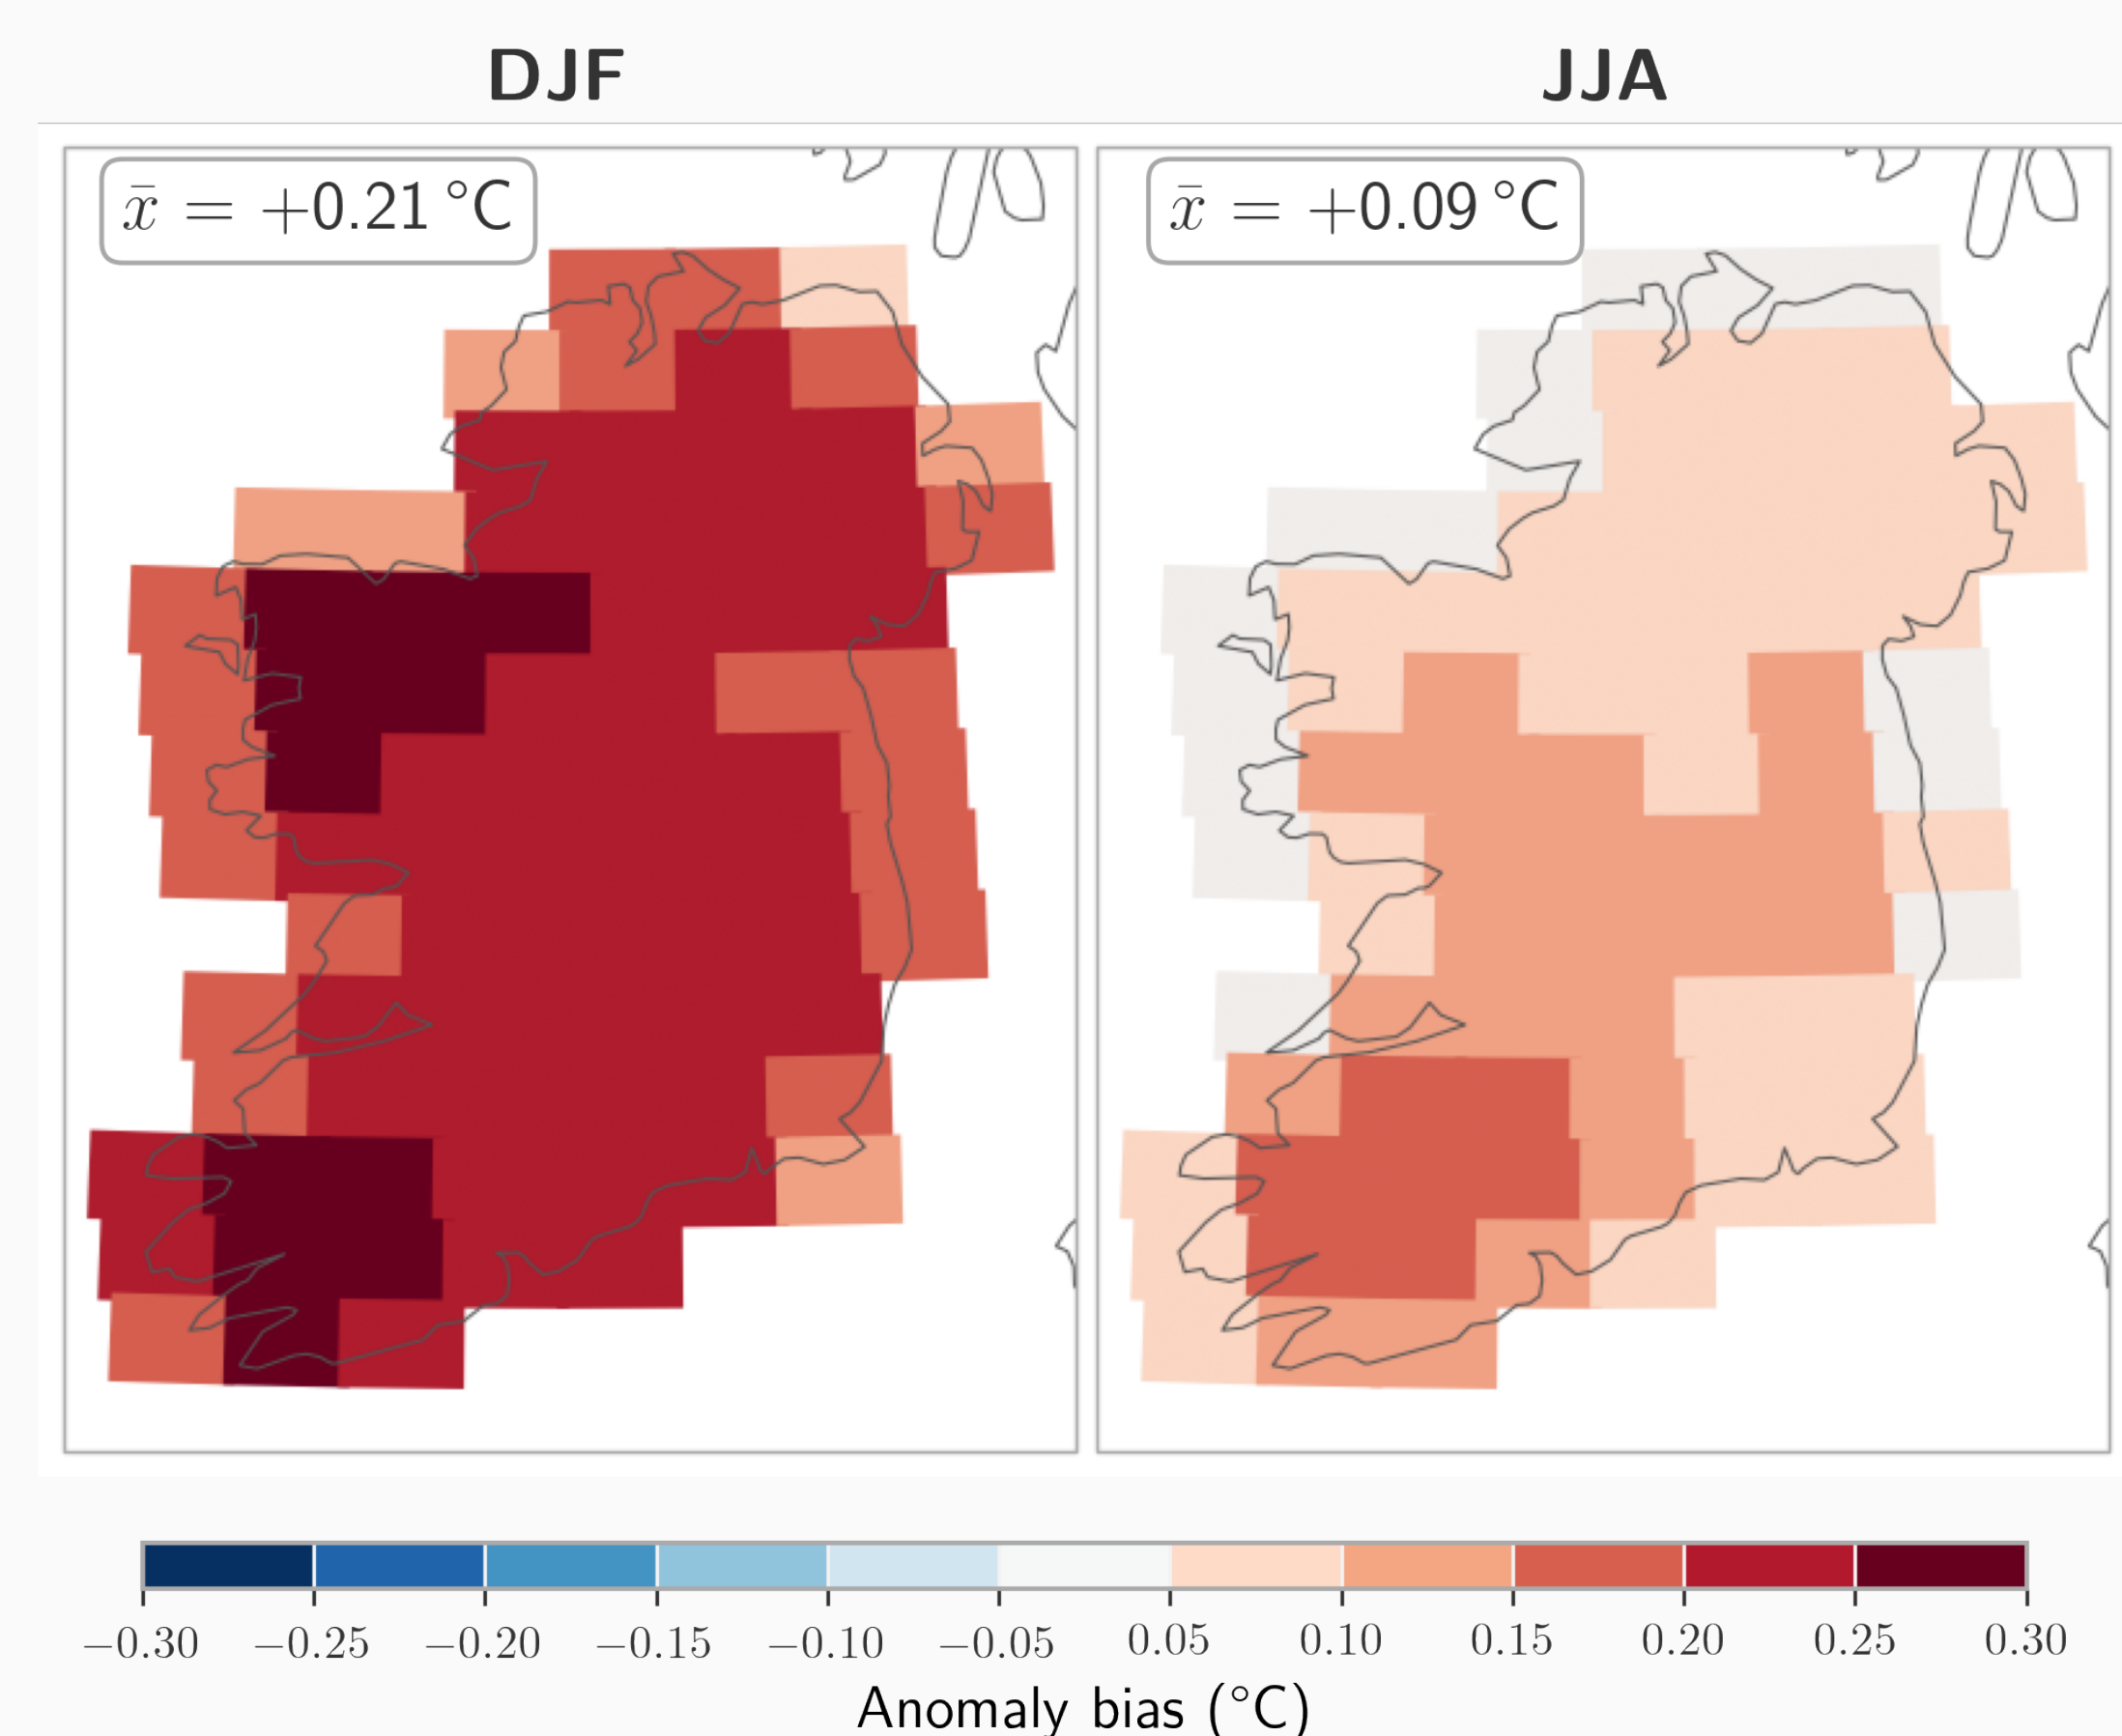 DJF JJA
x̄ = +0.21 °C x̄ = +0.09 °C
−0.30 −0.25 −0.20 −0.15 −0.10 −0.05 0.05 0.10 0.15 0.20 0.25 0.30
Anomaly bias (°C)